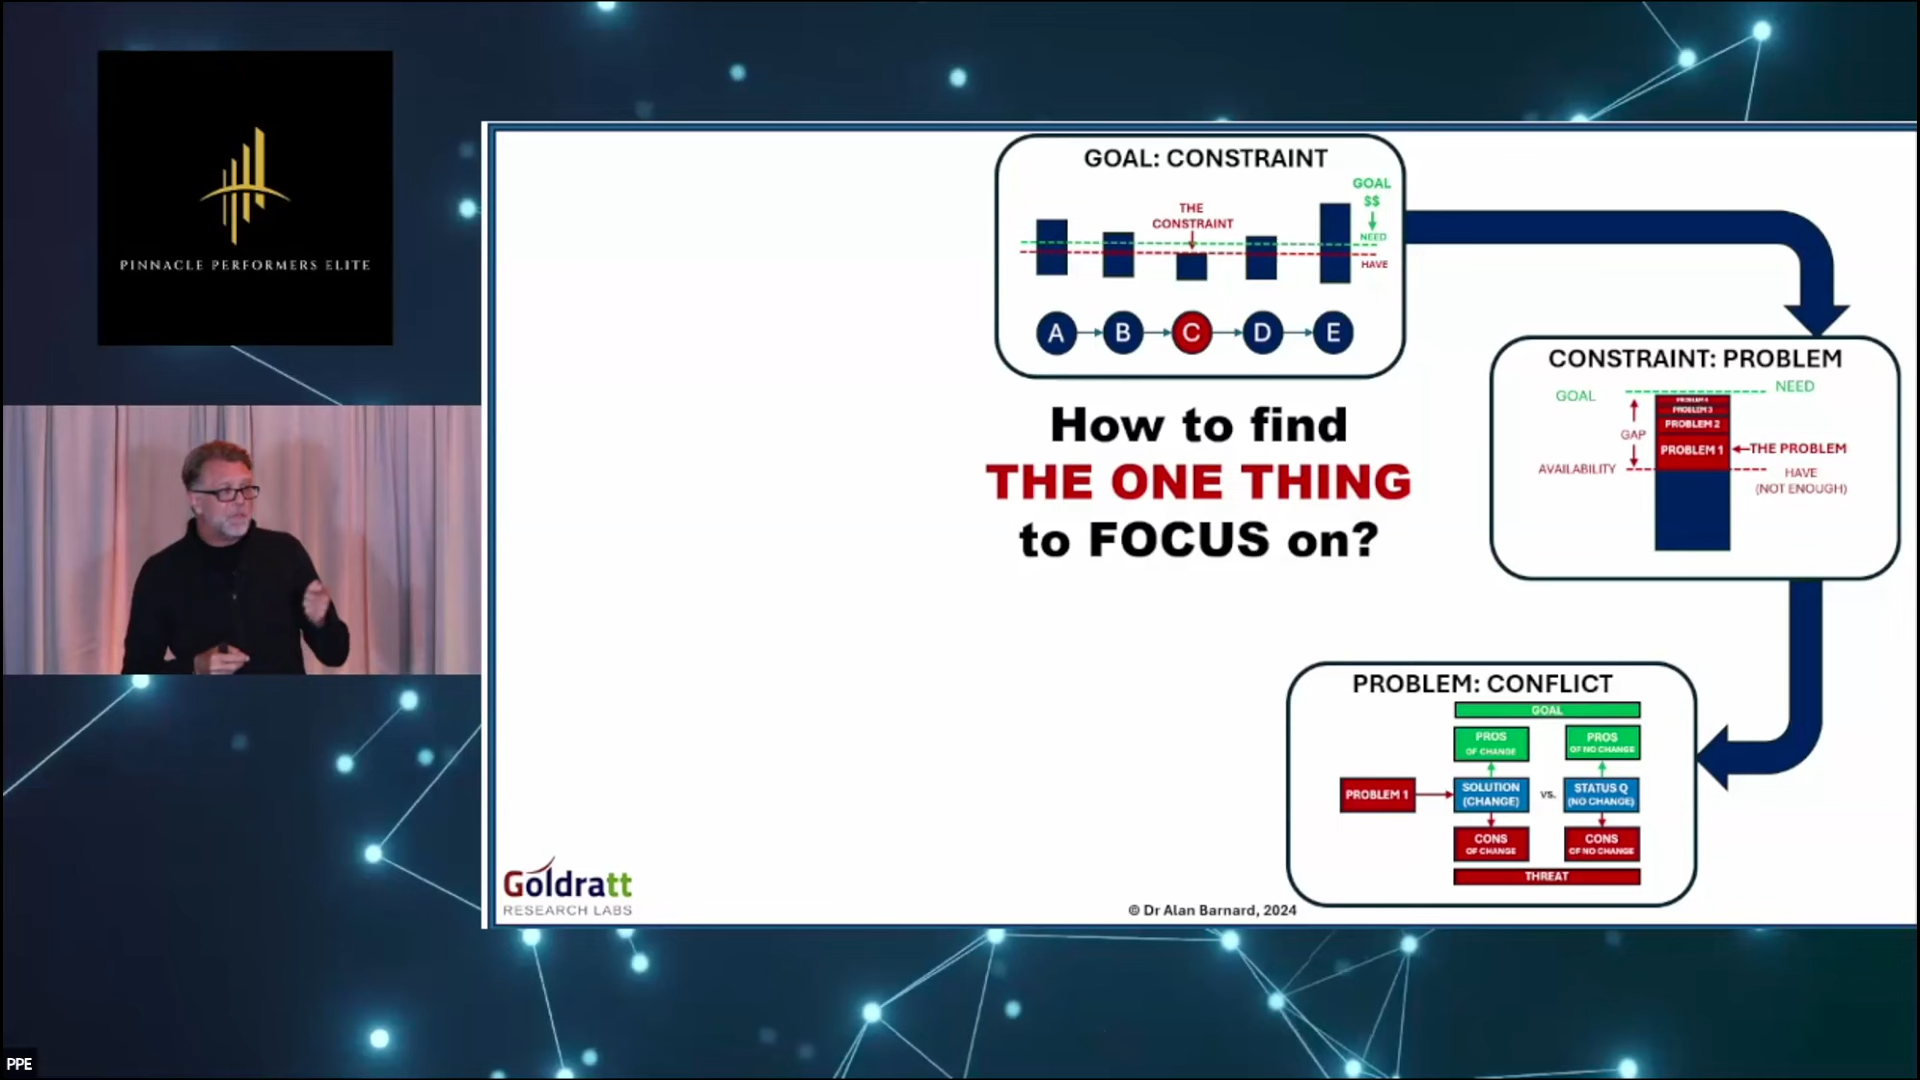 PINNACLE PERFORMERS ELITE
GOAL: CONSTRAINT
GOAL
$$
THE
CONSTRAINT
NEED
HAVE
A
B
C
D
E
How to find
THE ONE THING
to FOCUS on?
CONSTRAINT: PROBLEM
GOAL
NEED
PROBLEM 4
PROBLEM 3
PROBLEM 2
GAP
PROBLEM 1
THE PROBLEM
AVAILABILITY
HAVE
(NOT ENOUGH)
PROBLEM: CONFLICT
GOAL
PROS
OF CHANGE
PROS
OF NO CHANGE
PROBLEM 1
SOLUTION
(CHANGE)
VS.
STATUS Q
(NO CHANGE)
CONS
OF CHANGE
CONS
OF NO CHANGE
THREAT
Goldratt
RESEARCH LABS
© Dr Alan Barnard, 2024
PPE